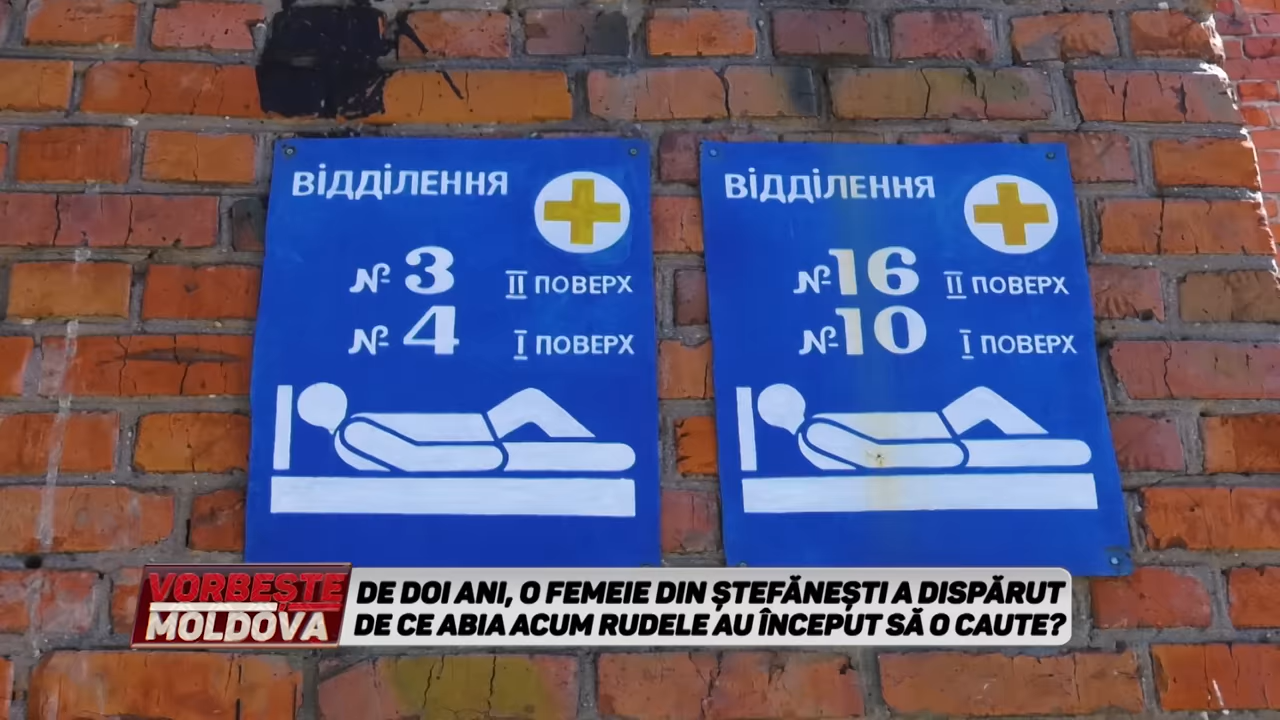 ВІДДІЛЕННЯ
№ 3 II ПОВЕРХ
№ 4 I ПОВЕРХ
ВІДДІЛЕННЯ
№ 16 II ПОВЕРХ
№ 10 I ПОВЕРХ
VORBEȘTE
MOLDOVA
DE DOI ANI, O FEMEIE DIN ȘTEFĂNEȘTI A DISPĂRUT
DE CE ABIA ACUM RUDELE AU ÎNCEPUT SĂ O CAUTE?